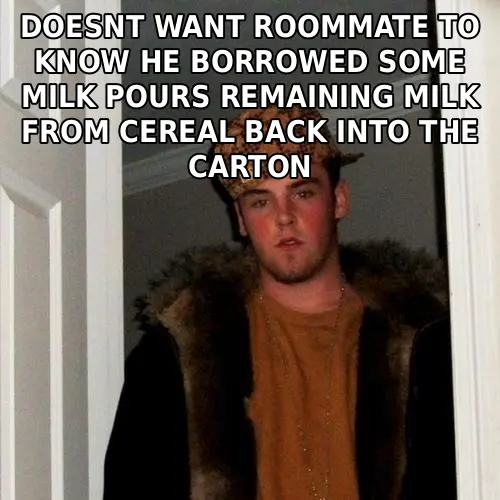 DOESNT WANT ROOMMATE TO
KNOW HE BORROWED SOME
MILK POURS REMAINING MILK
FROM CEREAL BACK INTO THE
CARTON